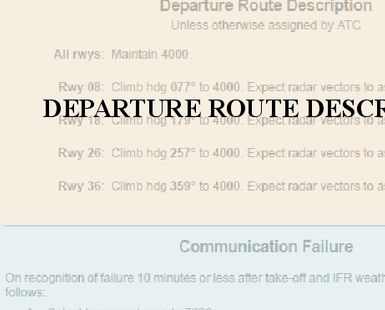 Departure Route Description
Unless otherwise assigned by ATC
All rwys: Maintain 4000.
Rwy 08: Climb hdg 077° to 4000. Expect radar vectors to
DEPARTURE ROUTE DESCR
Rwy 18: Climb hdg 179° to 4000. Expect radar vectors to
Rwy 26: Climb hdg 257° to 4000. Expect radar vectors to
Rwy 36: Climb hdg 359° to 4000. Expect radar vectors to
Communication Failure
On recognition of failure 10 minutes or less after take-off and IFR
follows: